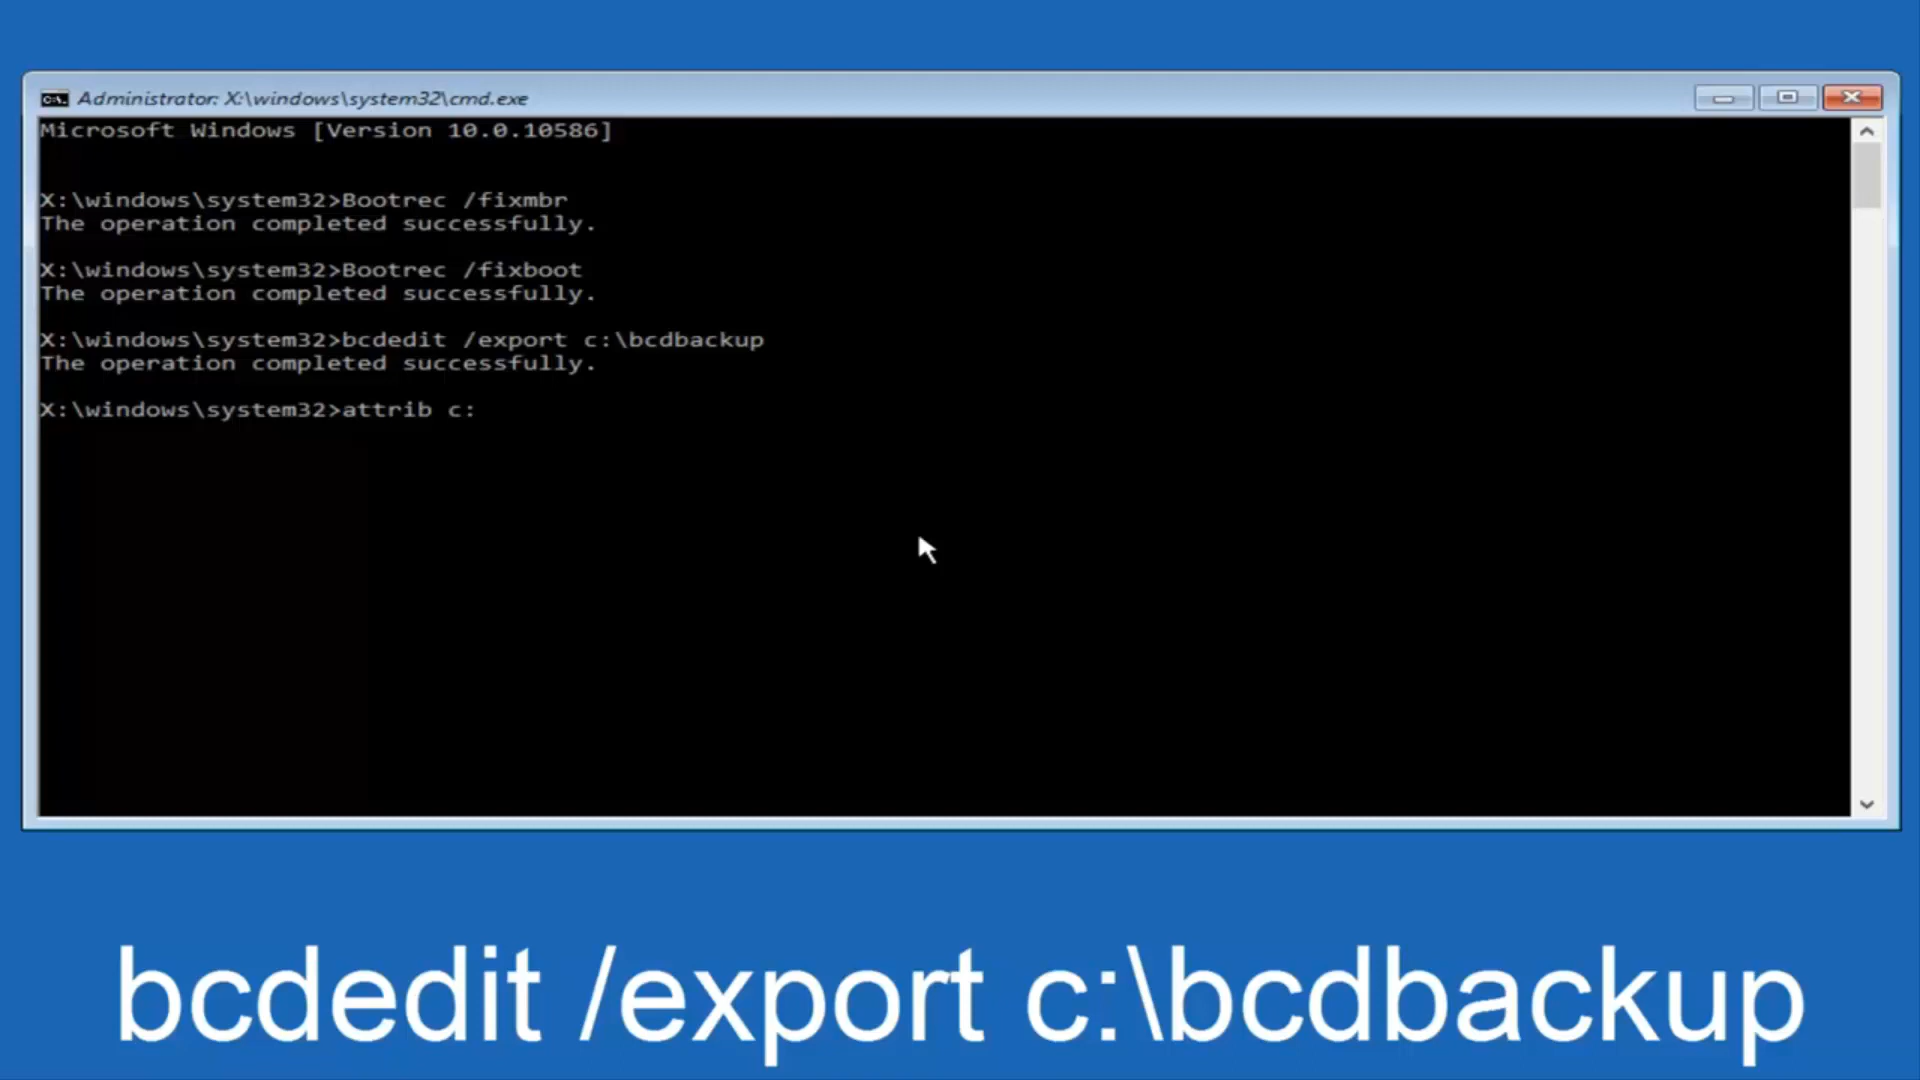 Administrator: X:\windows\system32\cmd.exe
Microsoft Windows [Version 10.0.10586]
X:\windows\system32>Bootrec /fixmbr
The operation completed successfully.
X:\windows\system32>Bootrec /fixboot
The operation completed successfully.
X:\windows\system32>bcdedit /export c:\bcdbackup
The operation completed successfully.
X:\windows\system32>attrib c:
bcdedit /export c:\bcdbackup